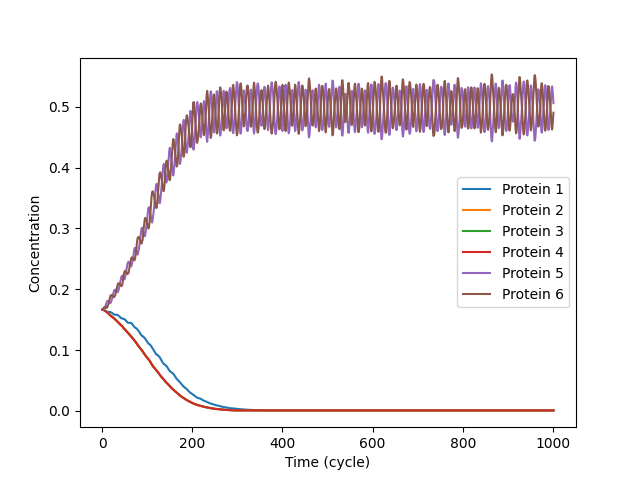 Concentration
0.5
0.4
0.3
0.2
0.1
0.0
Protein 1
Protein 2
Protein 3
Protein 4
Protein 5
Protein 6
0
200
400
600
800
1000
Time (cycle)